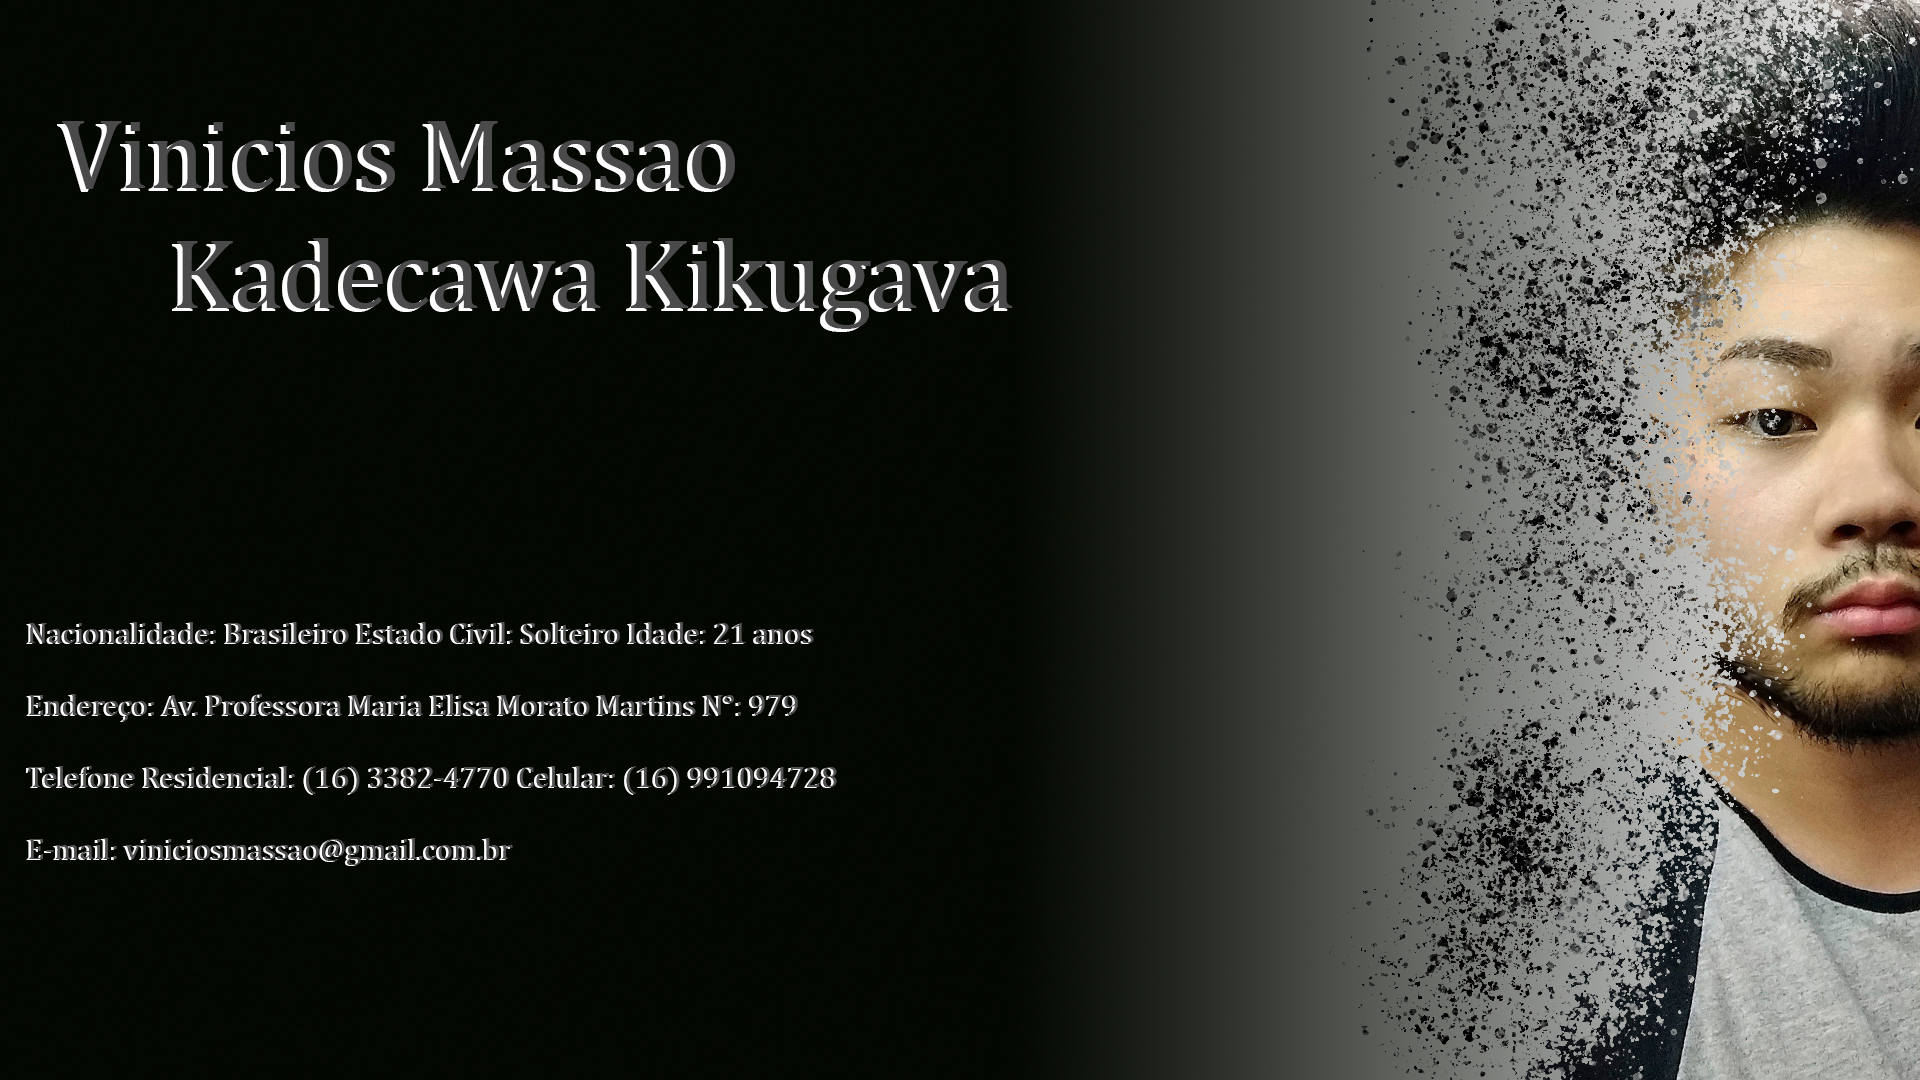 Vinicios Massao
Kadecawa Kikugava
Nacionalidade: Brasileiro Estado Civil: Solteiro Idade: 21 anos
Endereço: Av. Professora Maria Elisa Morato Martins N°: 979
Telefone Residencial: (16) 3382-4770 Celular: (16) 991094728
E-mail: viniciosmassao@gmail.com.br